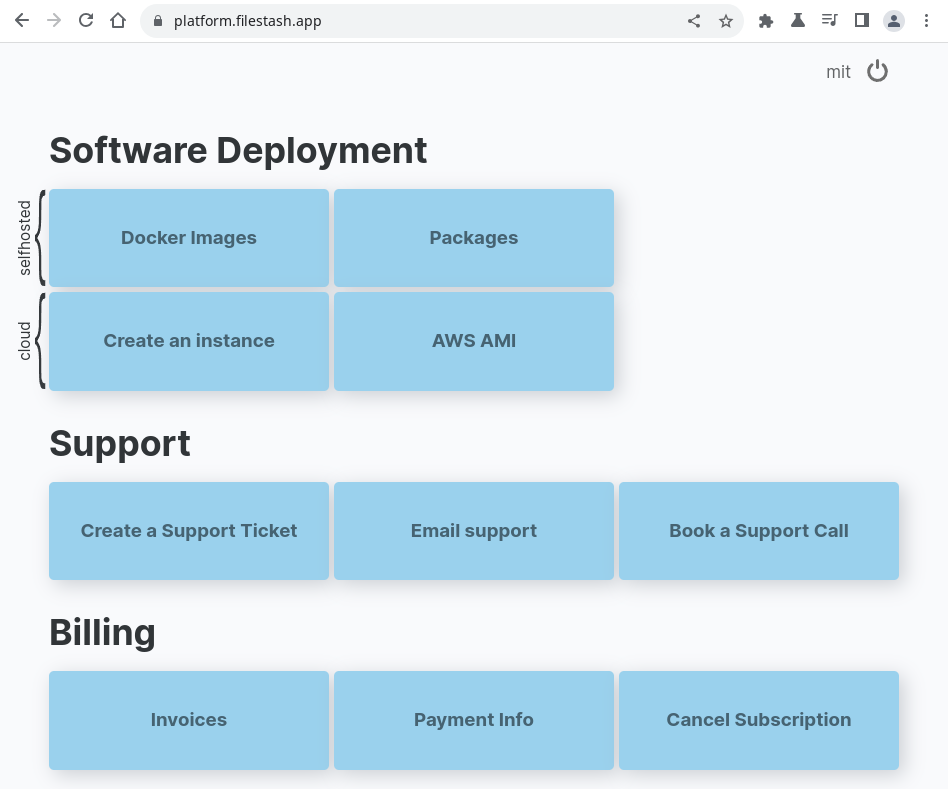 platform.filestash.app
mit
Software Deployment
selfhosted
Docker Images
Packages
cloud
Create an instance
AWS AMI
Support
Create a Support Ticket
Email support
Book a Support Call
Billing
Invoices
Payment Info
Cancel Subscription